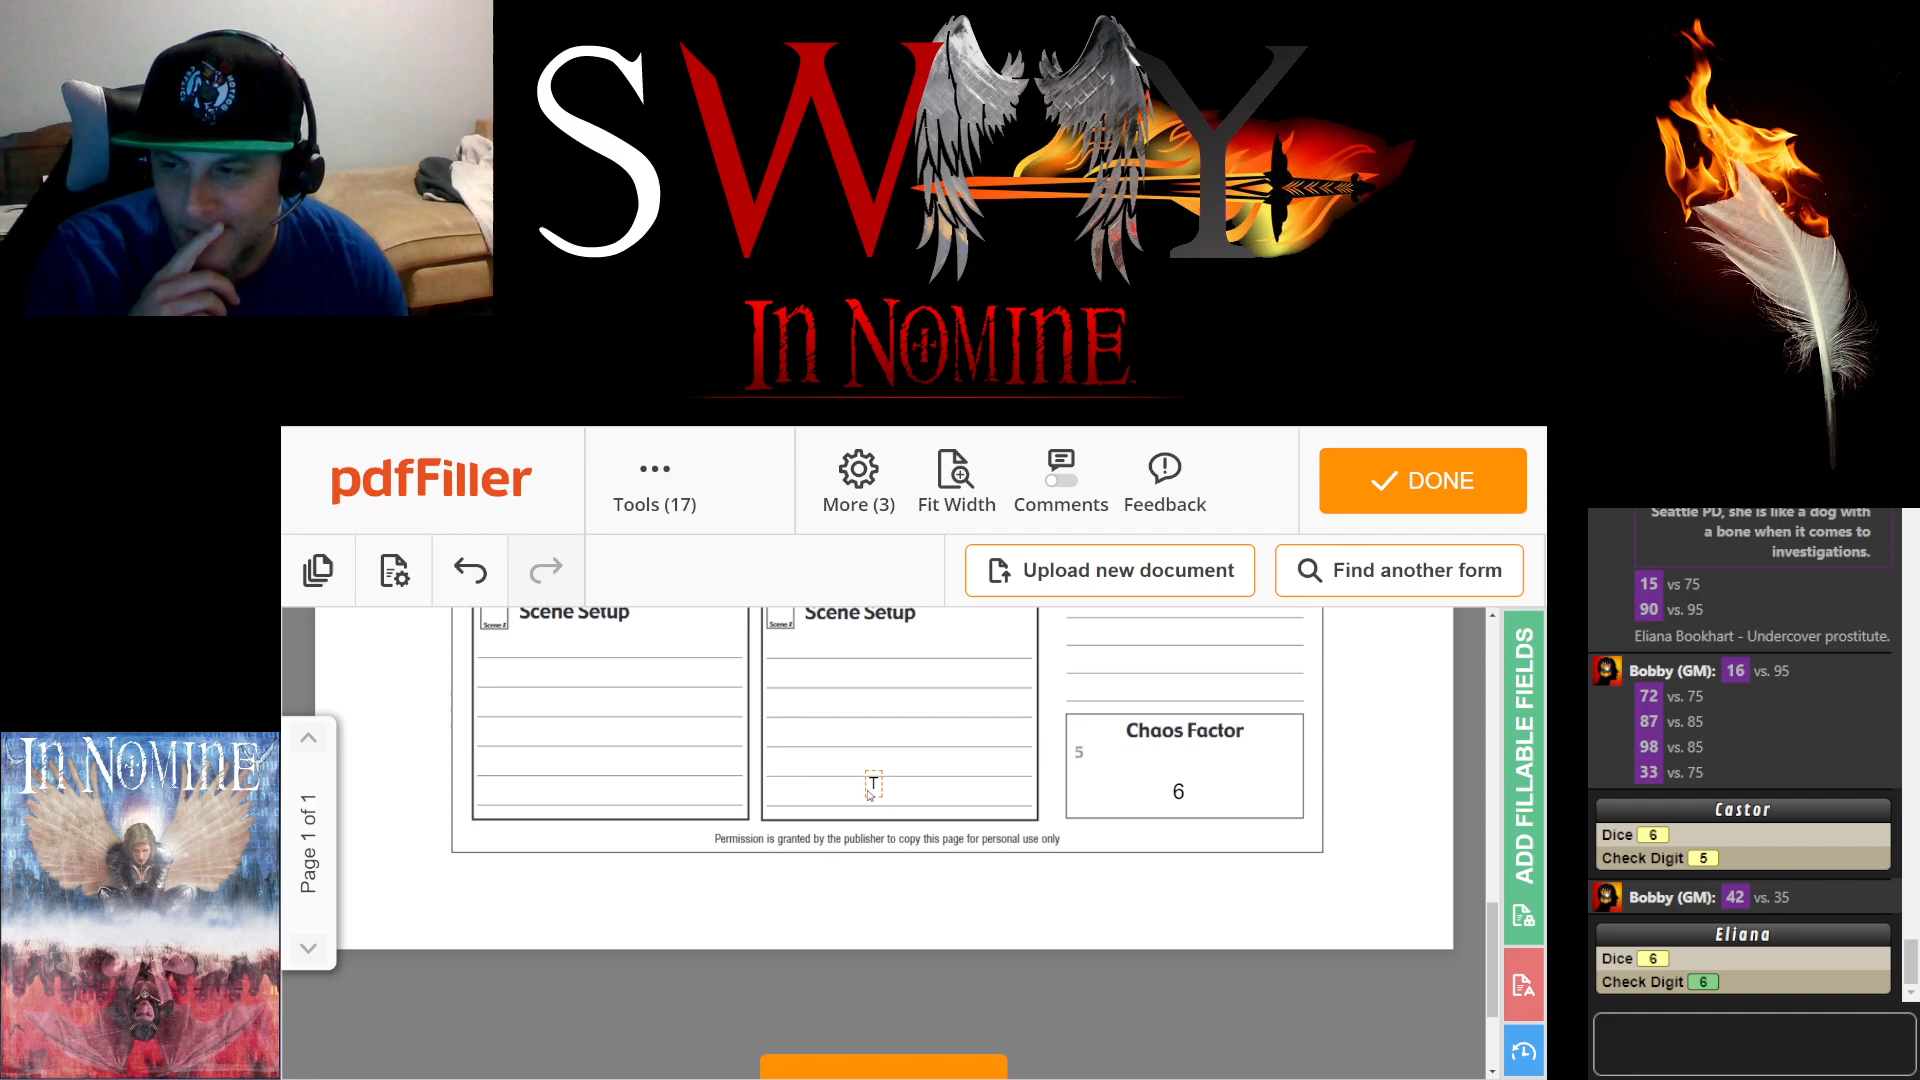 SWAY
IN NOMINE
pdfFiller
Tools (17)
More (3)
Fit Width
Comments
Feedback
DONE
Upload new document
Find another form
Scene #
Scene Setup
Scene #
Scene Setup
Chaos Factor
5
6
T
Permission is granted by the publisher to copy this page for personal use only
Page 1 of 1
ADD FILLABLE FIELDS
IN NOMINE
Seattle PD, she is like a dog with
a bone when it comes to
investigations.
15 vs 75
90 vs. 95
Eliana Bookhart - Undercover prostitute.
Bobby (GM): 16 vs. 95
72 vs. 75
87 vs. 85
98 vs. 85
33 vs. 75
Castor
Dice 6
Check Digit 5
Bobby (GM): 42 vs. 35
Eliana
Dice 6
Check Digit 6